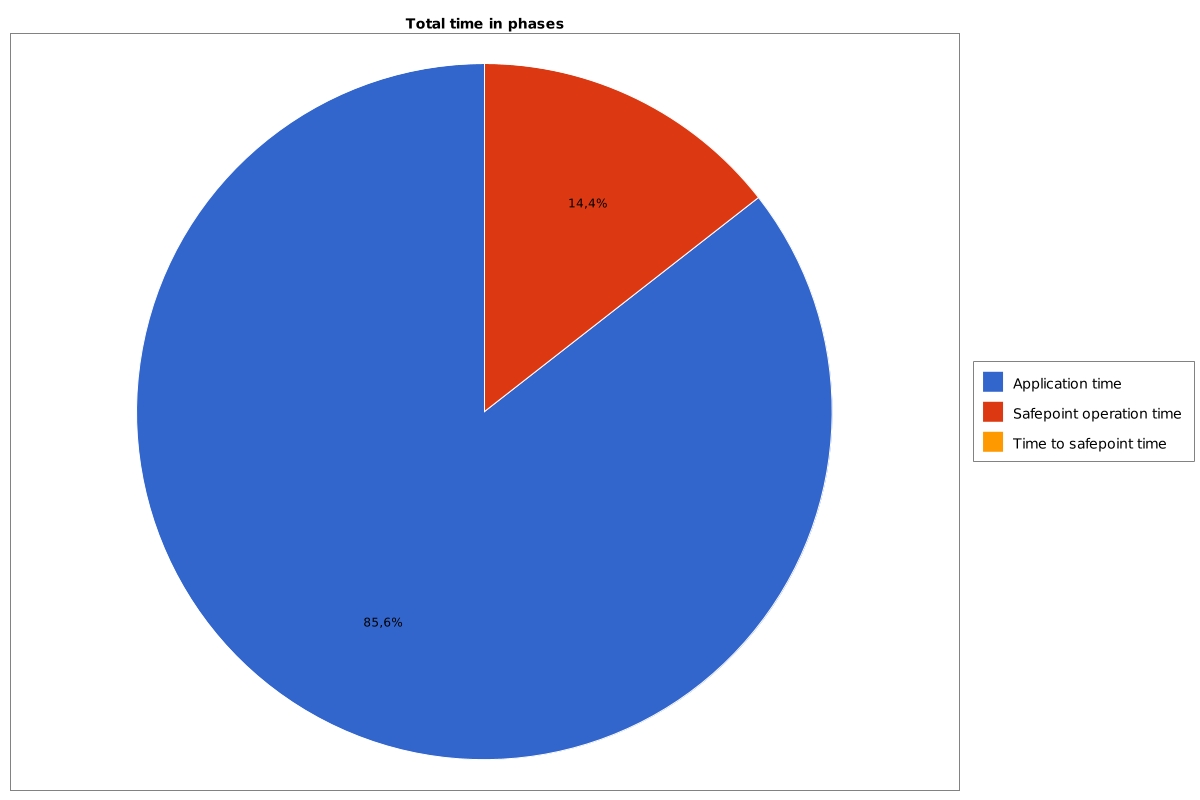 Total time in phases
14,4%
85,6%
Application time
Safepoint operation time
Time to safepoint time